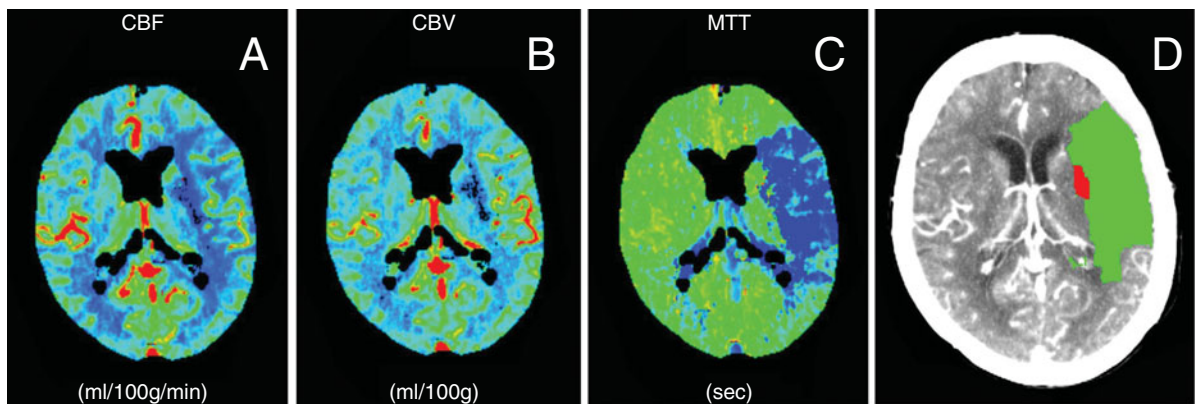 CBF
A
(ml/100g/min)
CBV
B
(ml/100g)
MTT
C
(sec)
D